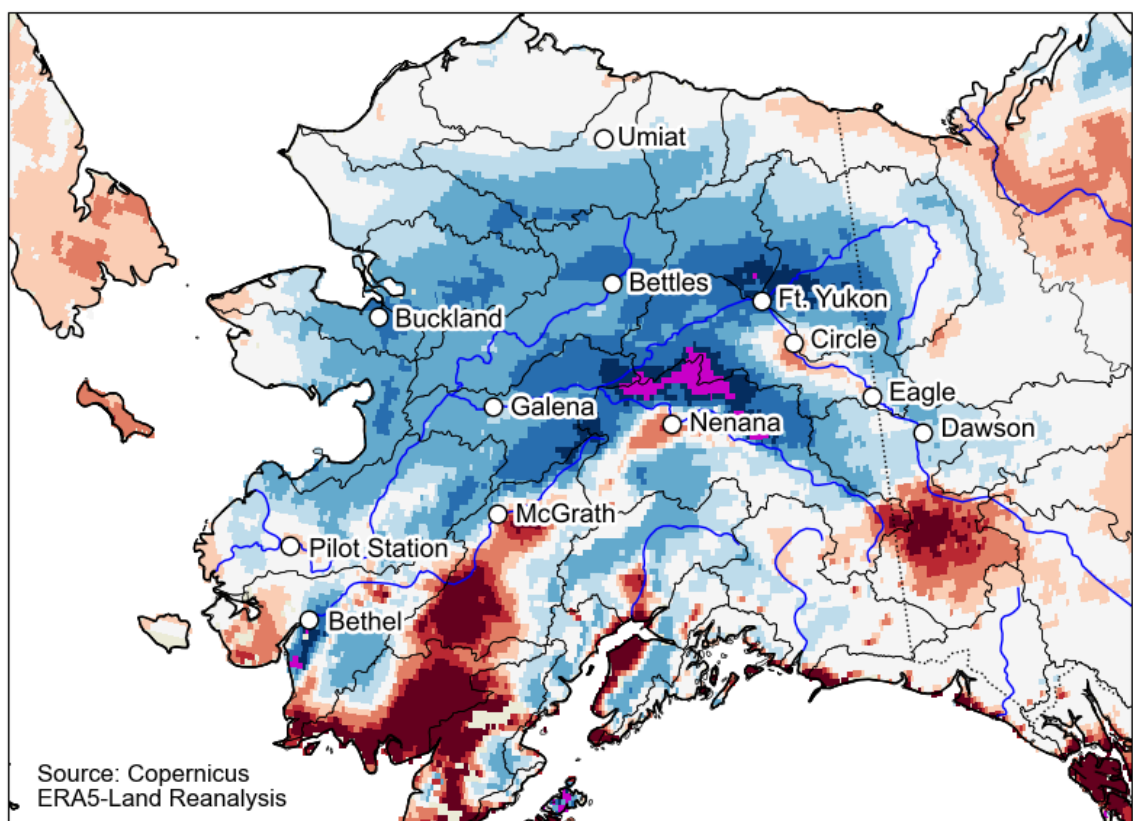 Umiat
Bettles
Ft. Yukon
Buckland
Circle
Eagle
Galena
Nenana
Dawson
McGrath
Pilot Station
Bethel
Source: Copernicus
ERA5-Land Reanalysis